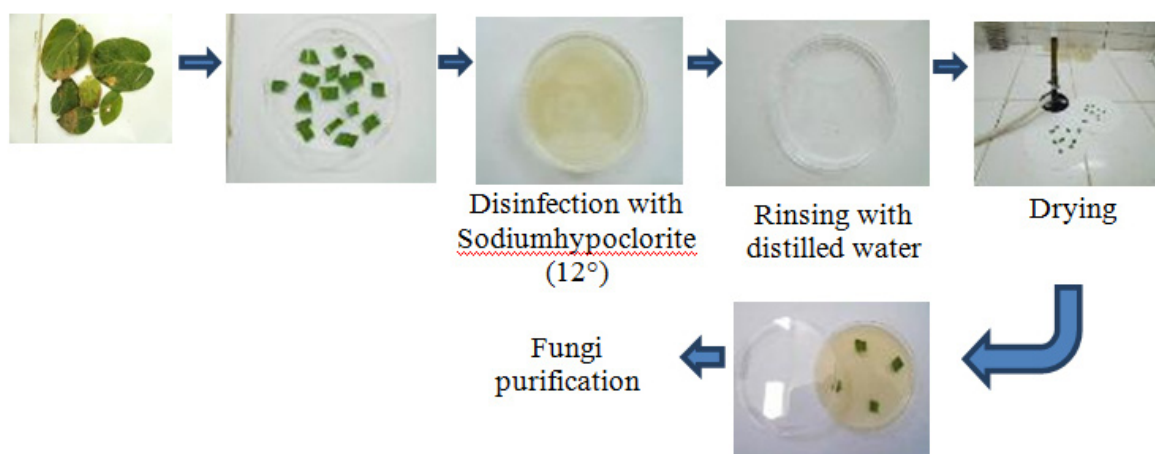 Disinfection with
Sodiumhypoclorite
(12°)
Rinsing with
distilled water
Drying
Fungi
purification